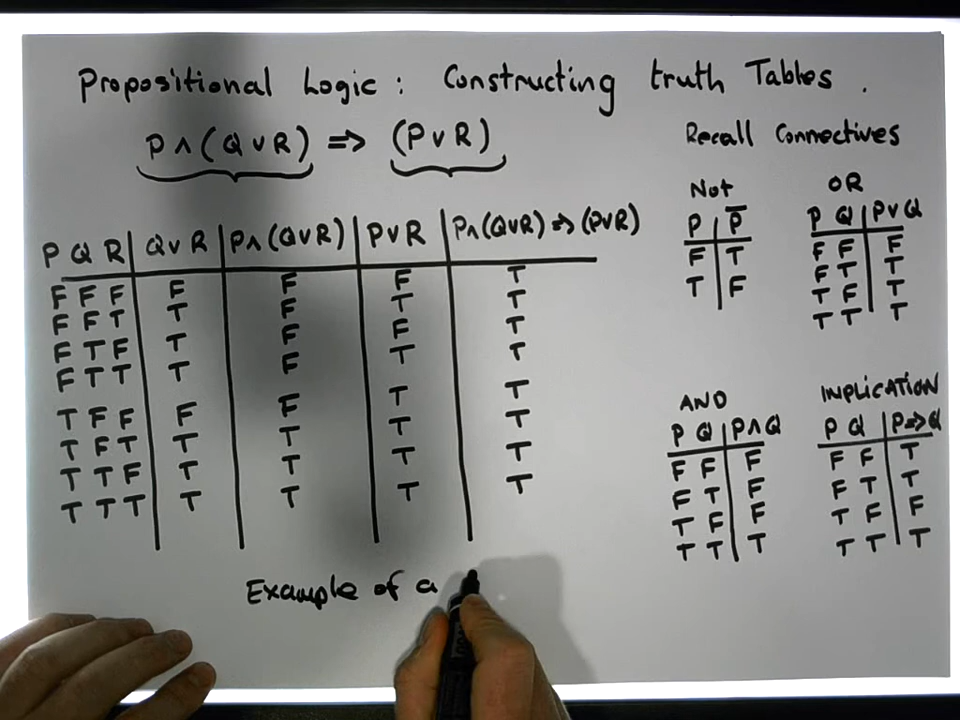 Propositional Logic: Constructing truth Tables.
P ∧ (Q ∨ R) => (P ∨ R)
P Q R | Q ∨ R | P ∧ (Q ∨ R) | P ∨ R | P ∧ (Q ∨ R) => (P ∨ R)
F F F | F | F | F | T
F F T | T | F | T | T
F T F | T | F | F | T
F T T | T | F | T | T
T F F | F | F | T | T
T F T | T | T | T | T
T T F | T | T | T | T
T T T | T | T | T
Example of a
Recall Connectives
Not
P | P̅
F | T
T | F
OR
P Q | P ∨ Q
F F | F
F T | T
T F | T
T T | T
AND
P Q | P ∧ Q
F F | F
F T | F
T F | F
T T | T
IMPLICATION
P Q | P => Q
F F | T
F T | T
T F | F
T T | T